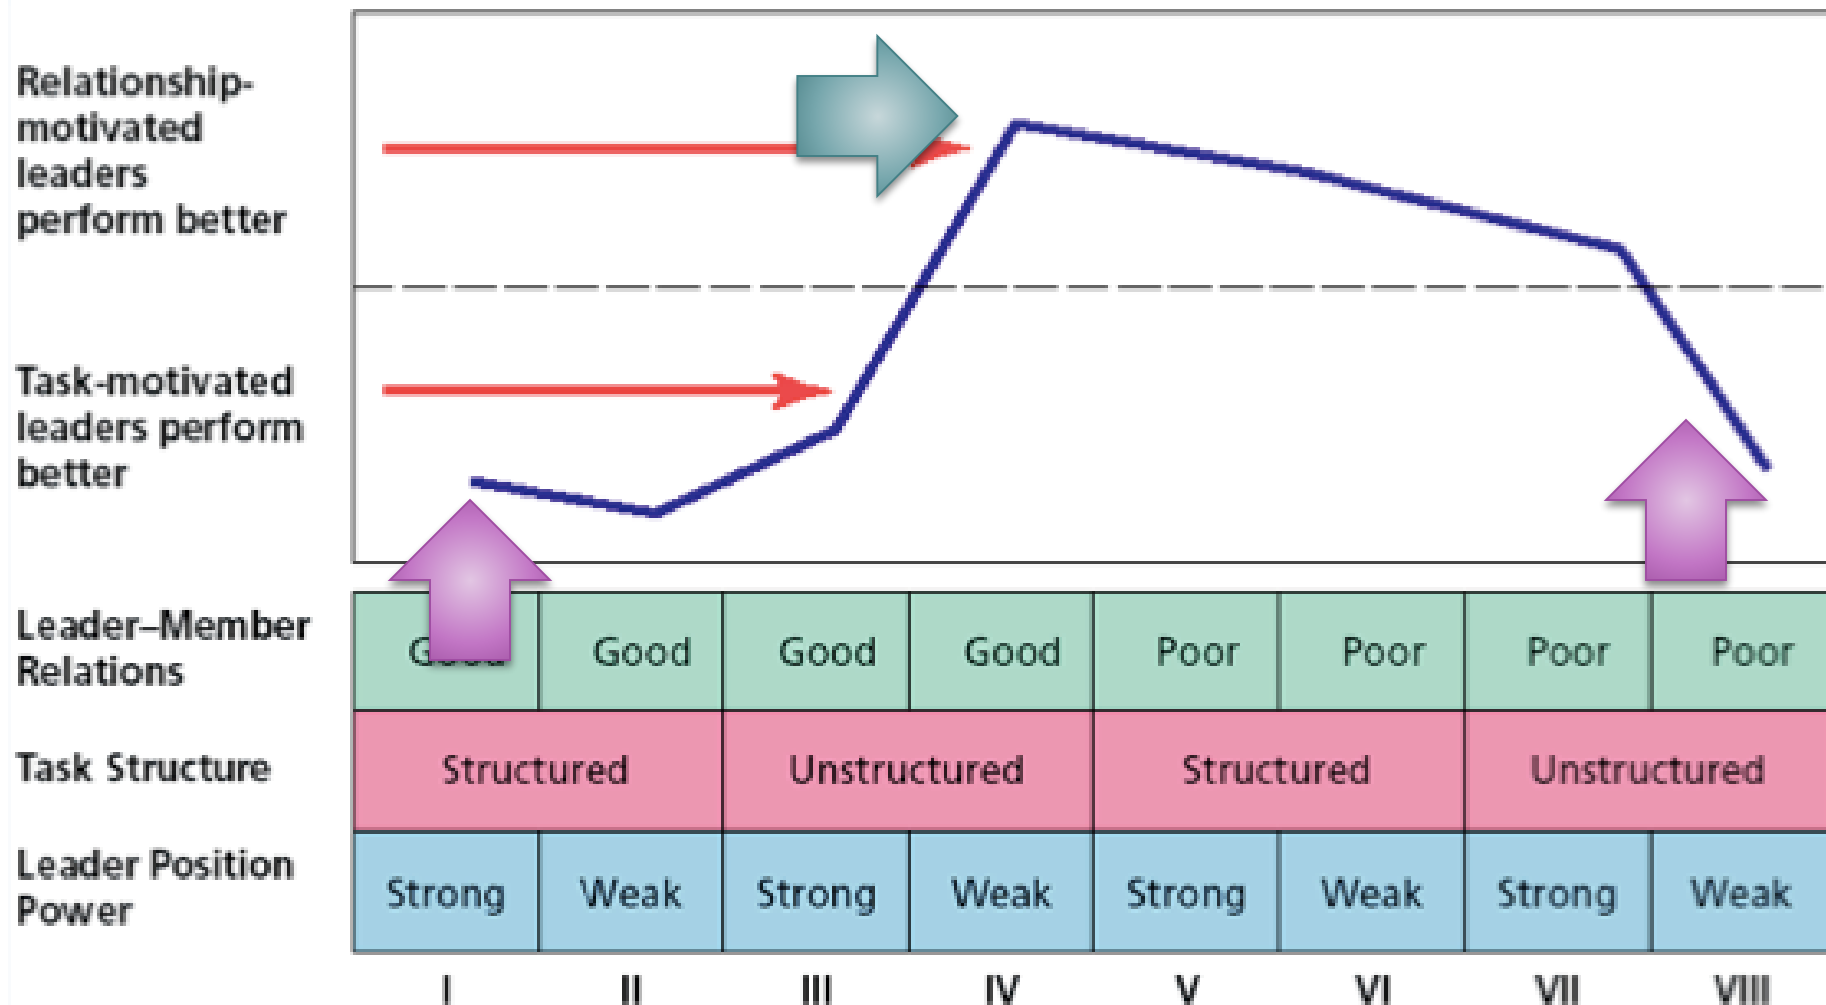 Relationship-
motivated
leaders
perform better
Task-motivated
leaders perform
better
Leader–Member
Relations
Good Good Good Good Poor Poor Poor Poor
Task Structure
Structured Unstructured Structured Unstructured
Leader Position
Power
Strong Weak Strong Weak Strong Weak Strong Weak
I II III IV V VI VII VIII